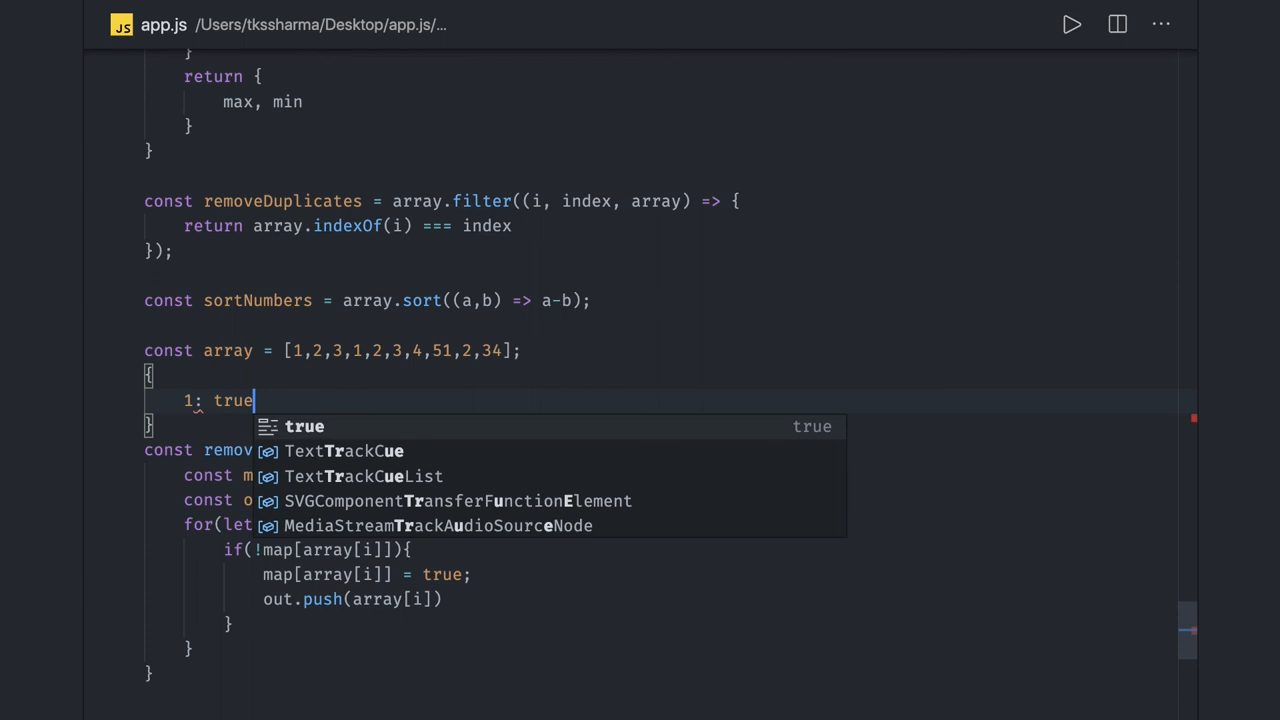 JS app.js /Users/tkssharma/Desktop/app.js/...
}
return {
max, min
}
}
const removeDuplicates = array.filter((i, index, array) => {
return array.indexOf(i) === index
});
const sortNumbers = array.sort((a,b) => a-b);
const array = [1,2,3,1,2,3,4,51,2,34];
{
1: true
}
true true
TextTrackCue
TextTrackCueList
SVGComponentTransferFunctionElement
MediaStreamTrackAudioSourceNode
const remov
const m
const o
for(let
if(!map[array[i]]){
map[array[i]] = true;
out.push(array[i])
}
}
}